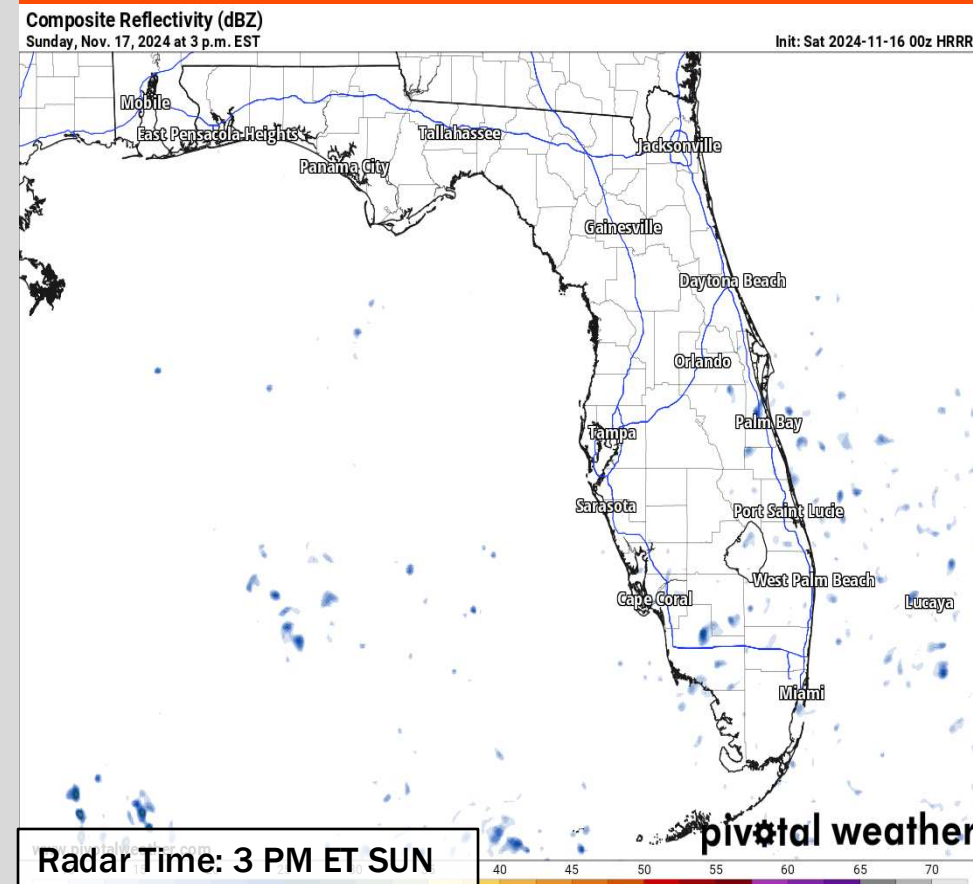 Composite Reflectivity (dBZ)
Sunday, Nov. 17, 2024 at 3 p.m. EST
Init: Sat 2024-11-16 00z HRRR
Mobile
East Pensacola Heights
Tallahassee
Jacksonville
Panama City
Gainesville
Daytona Beach
Orlando
Palm Bay
Tampa
Sarasota
Port Saint Lucie
West Palm Beach
Cape Coral
Lucaya
Miami
pivotal weather
www.pivotalweather.com
Radar Time: 3 PM ET SUN
40 45 50 55 60 65 70